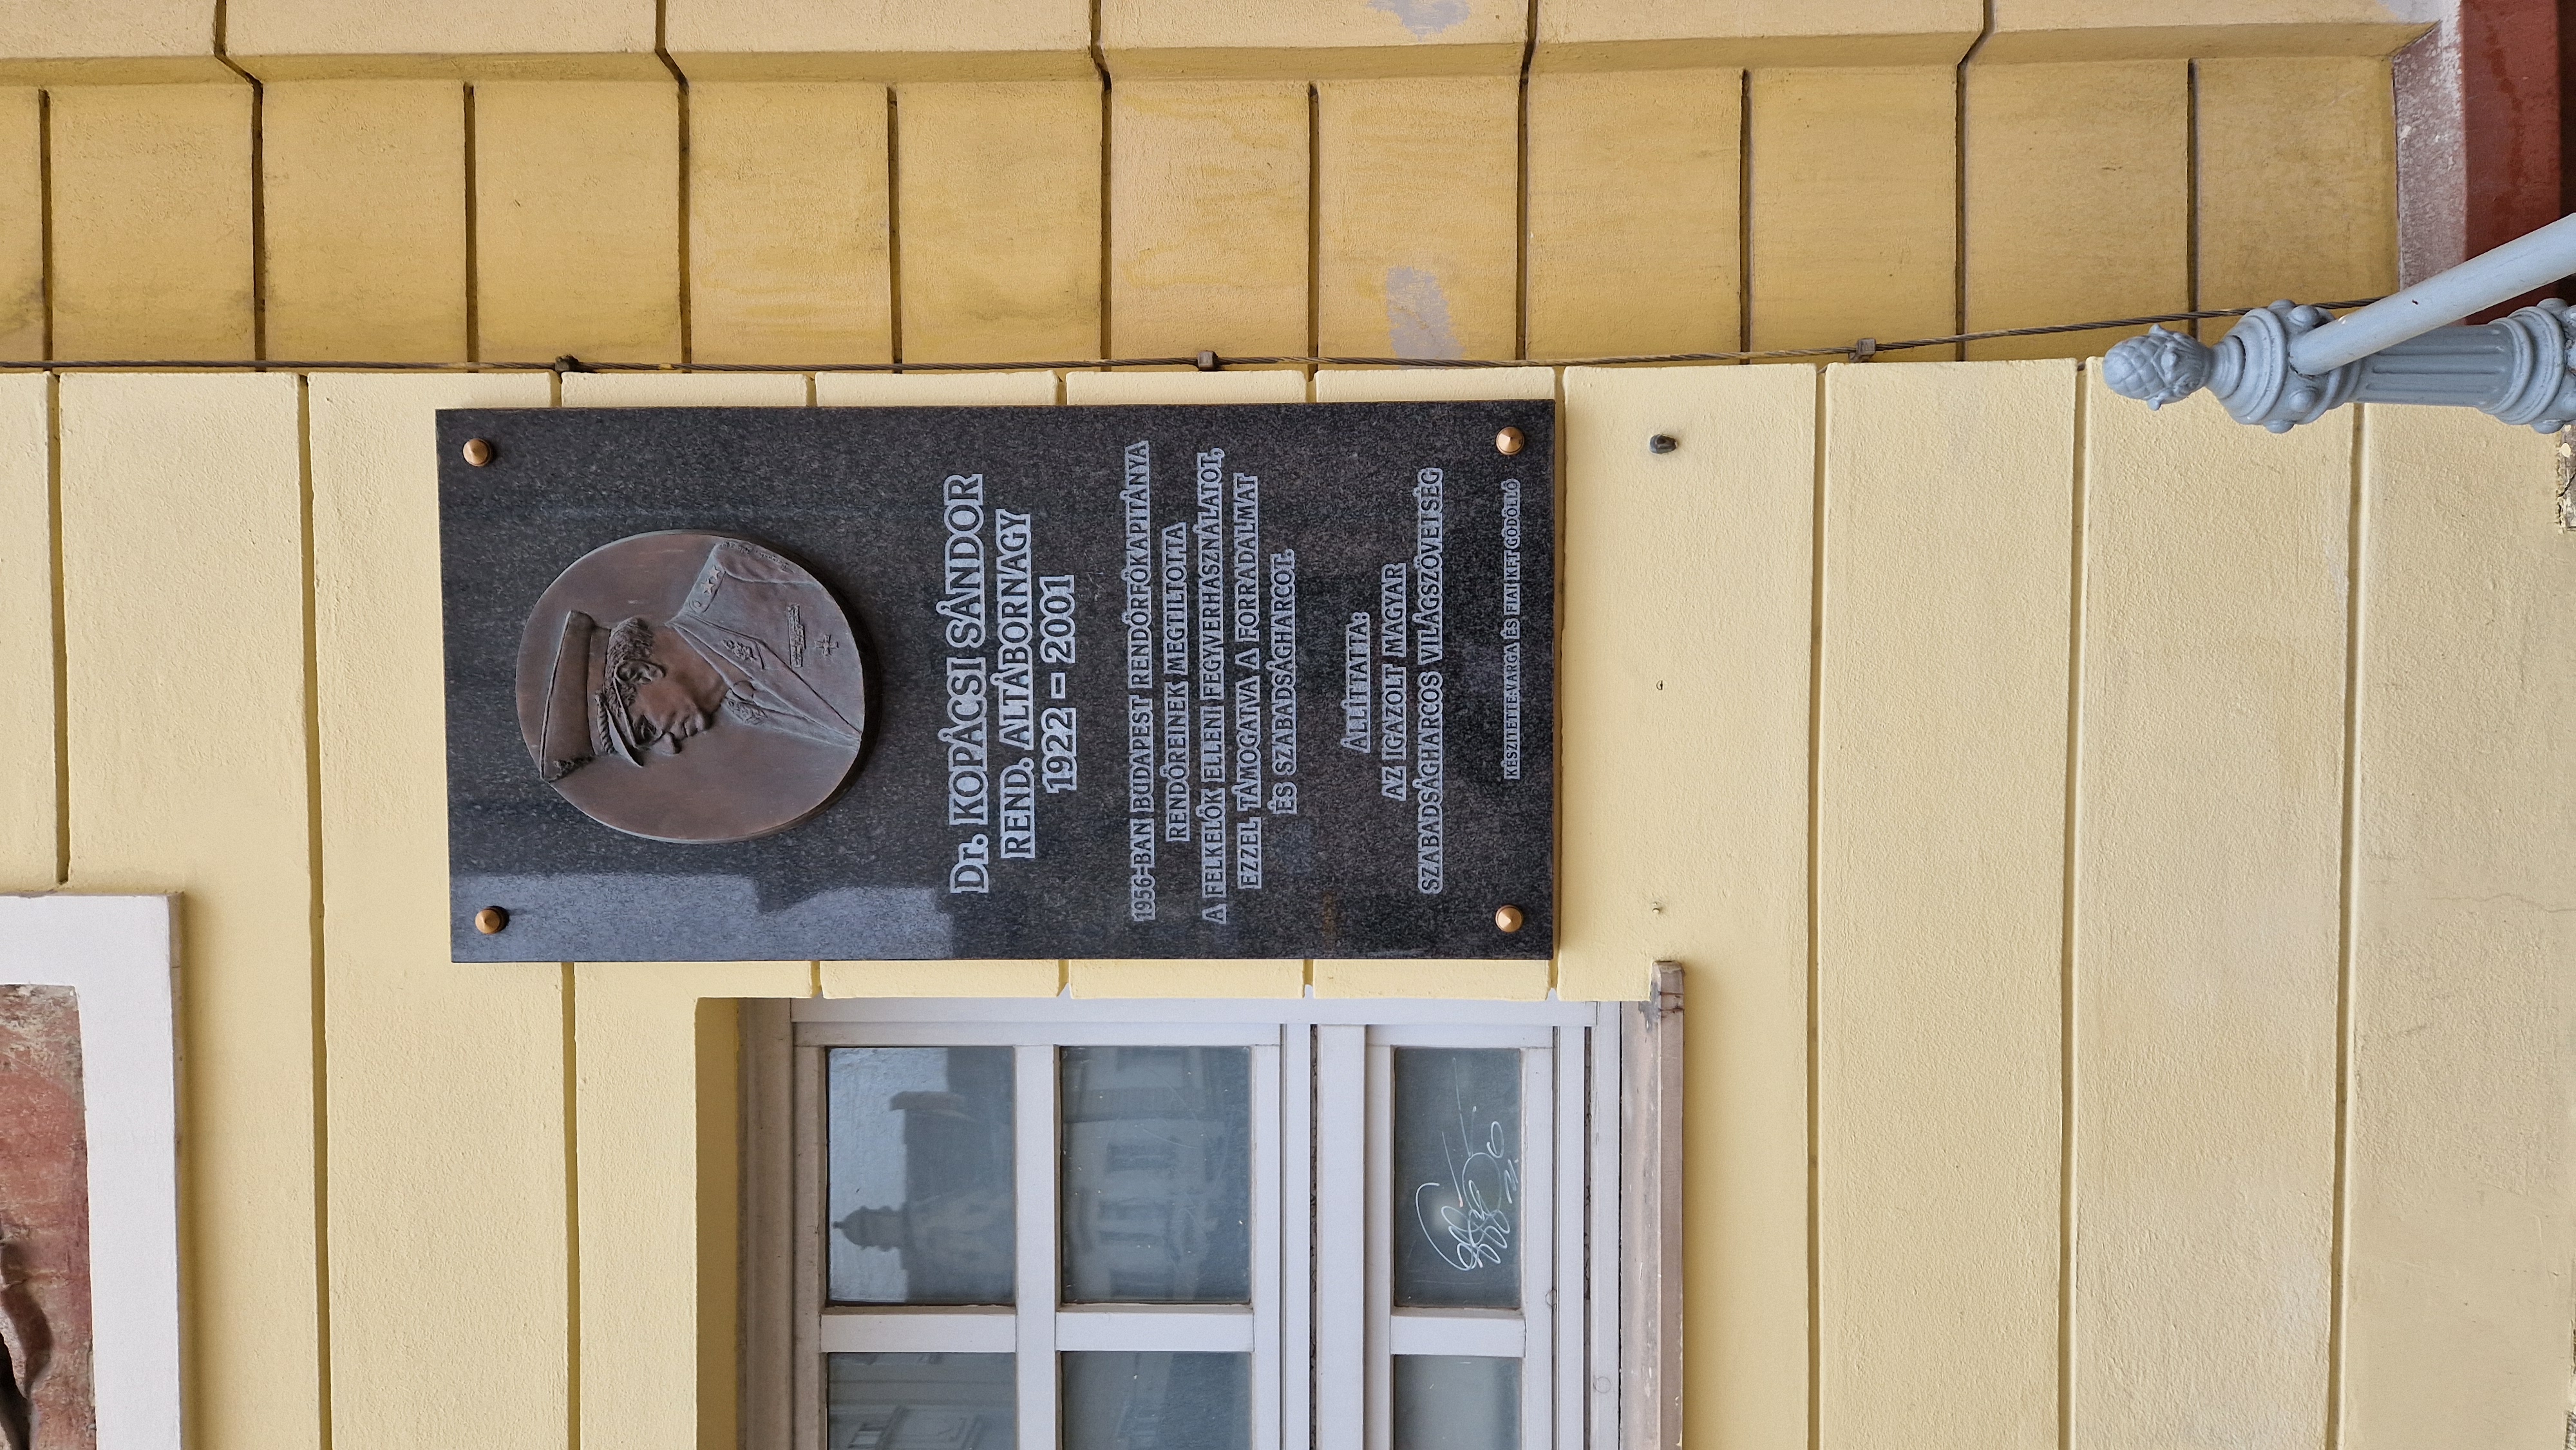 Dr. KOPÁCSI SÁNDOR
REND. ALTÁBORNAGY
1922 - 2001
1956-BAN BUDAPEST RENDŐRFŐKAPITÁNYA
RENDŐREINEK MEGTILTOTTA
A FELKELŐK ELLENI FEGYVERHASZNÁLATOT,
EZZEL TÁMOGATVA A FORRADALMAT
ÉS SZABADSÁGHARCOT.
ÁLLÍTTATTA:
AZ IGAZOLT MAGYAR
SZABADSÁGHARCOS VILÁGSZÖVETSÉG
KÉSZÍTETTE:VARGA ÉS FIAI KFT GÖDÖLLŐ